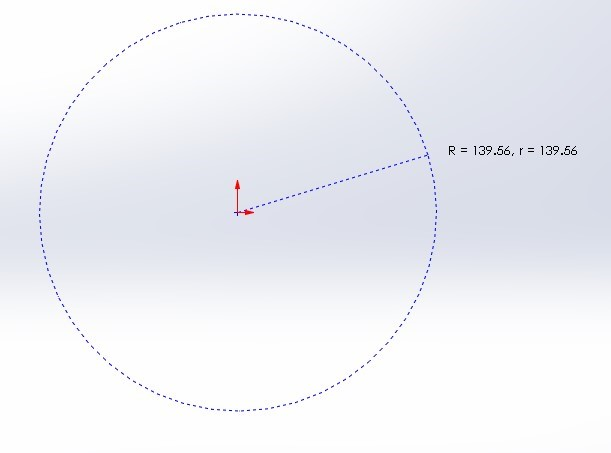 R = 139.56, r = 139.56